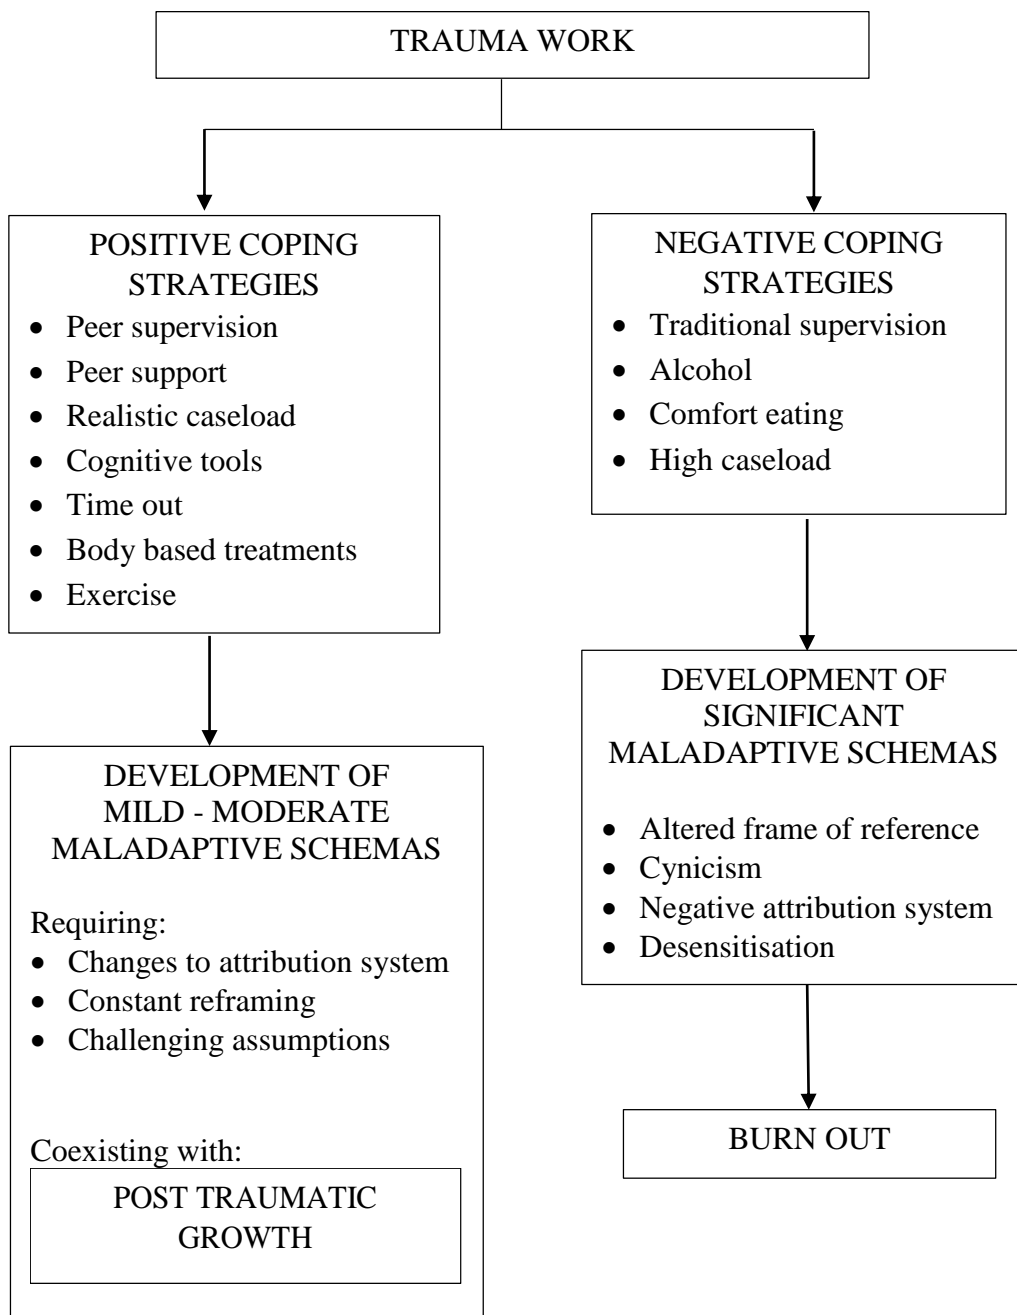 TRAUMA WORK
POSITIVE COPING
STRATEGIES
• Peer supervision
• Peer support
• Realistic caseload
• Cognitive tools
• Time out
• Body based treatments
• Exercise
NEGATIVE COPING
STRATEGIES
• Traditional supervision
• Alcohol
• Comfort eating
• High caseload
DEVELOPMENT OF
MILD - MODERATE
MALADAPTIVE SCHEMAS
Requiring:
• Changes to attribution system
• Constant reframing
• Challenging assumptions
Coexisting with:
POST TRAUMATIC
GROWTH
DEVELOPMENT OF
SIGNIFICANT
MALADAPTIVE SCHEMAS
• Altered frame of reference
• Cynicism
• Negative attribution system
• Desensitisation
BURN OUT